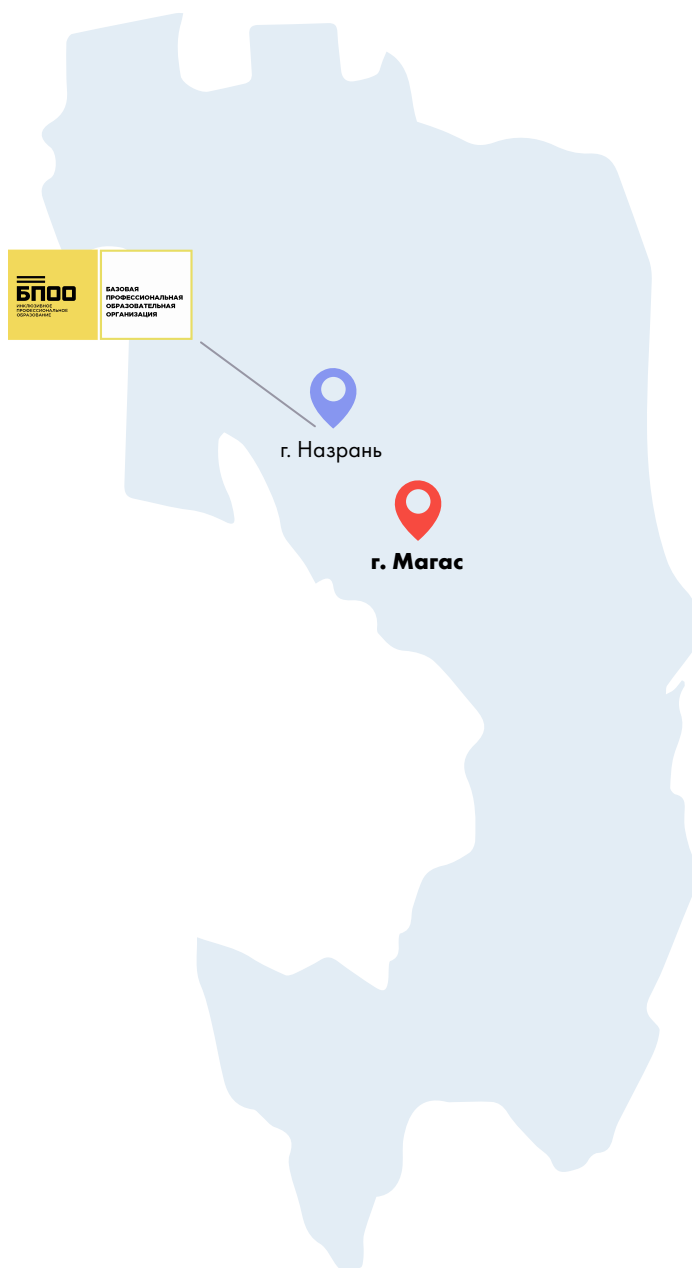 БПОО
ИНКЛЮЗИВНОЕ
ПРОФЕССИОНАЛЬНОЕ
ОБРАЗОВАНИЕ
БАЗОВАЯ
ПРОФЕССИОНАЛЬНАЯ
ОБРАЗОВАТЕЛЬНАЯ
ОРГАНИЗАЦИЯ
г. Назрань
г. Магас